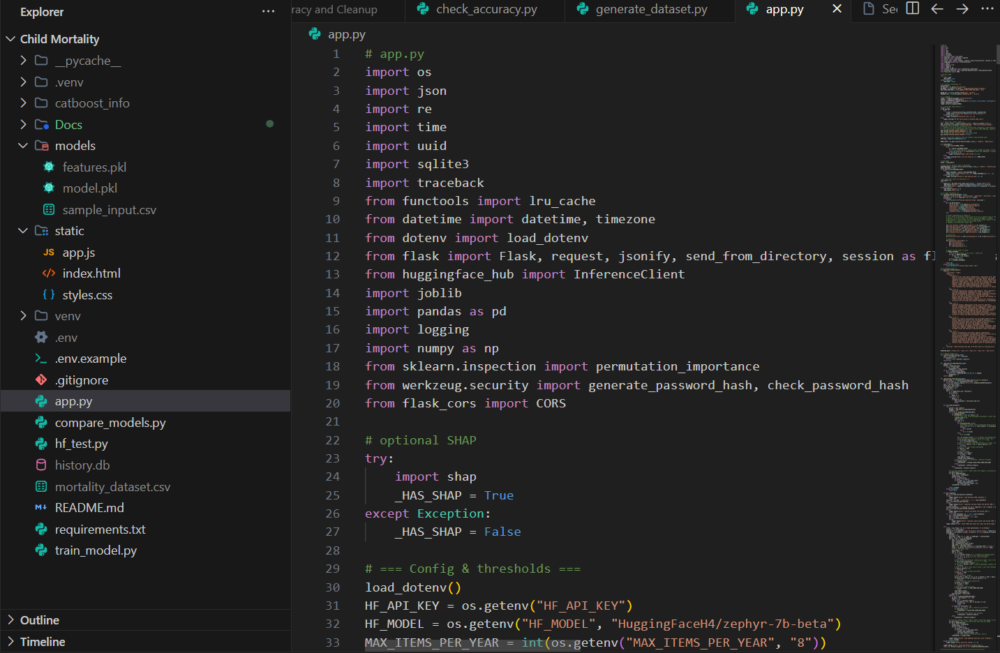 Explorer
Child Mortality
__pycache__
.venv
catboost_info
Docs
models
features.pkl
model.pkl
sample_input.csv
static
JS app.js
index.html
styles.css
venv
.env
.env.example
.gitignore
app.py
compare_models.py
hf_test.py
history.db
mortality_dataset.csv
README.md
requirements.txt
train_model.py
Outline
Timeline
racy and Cleanup
check_accuracy.py
generate_dataset.py
app.py
app.py
1 # app.py
2 import os
3 import json
4 import re
5 import time
6 import uuid
7 import sqlite3
8 import traceback
9 from functools import lru_cache
10 from datetime import datetime, timezone
11 from dotenv import load_dotenv
12 from flask import Flask, request, jsonify, send_from_directory, session as fl
13 from huggingface_hub import InferenceClient
14 import joblib
15 import pandas as pd
16 import logging
17 import numpy as np
18 from sklearn.inspection import permutation_importance
19 from werkzeug.security import generate_password_hash, check_password_hash
20 from flask_cors import CORS
21
22 # optional SHAP
23 try:
24     import shap
25     _HAS_SHAP = True
26 except Exception:
27     _HAS_SHAP = False
28
29 # === Config & thresholds ===
30 load_dotenv()
31 HF_API_KEY = os.getenv("HF_API_KEY")
32 HF_MODEL = os.getenv("HF_MODEL", "HuggingFaceH4/zephyr-7b-beta")
33 MAX_ITEMS_PER_YEAR = int(os.getenv("MAX_ITEMS_PER_YEAR", "8"))